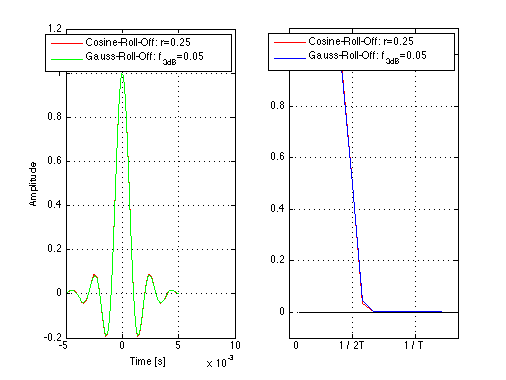 1.2
Cosine-Roll-Off: r=0.25
Gauss-Roll-Off: f3dB=0.05
0.8
0.6
0.4
0.2
0
-0.2
Amplitude
-5
0
5
10
Time [s]
x 10-3
Cosine-Roll-Off: r=0.25
Gauss-Roll-Off: f3dB=0.05
0.8
0.6
0.4
0.2
0
0
1 / 2T
1 / T